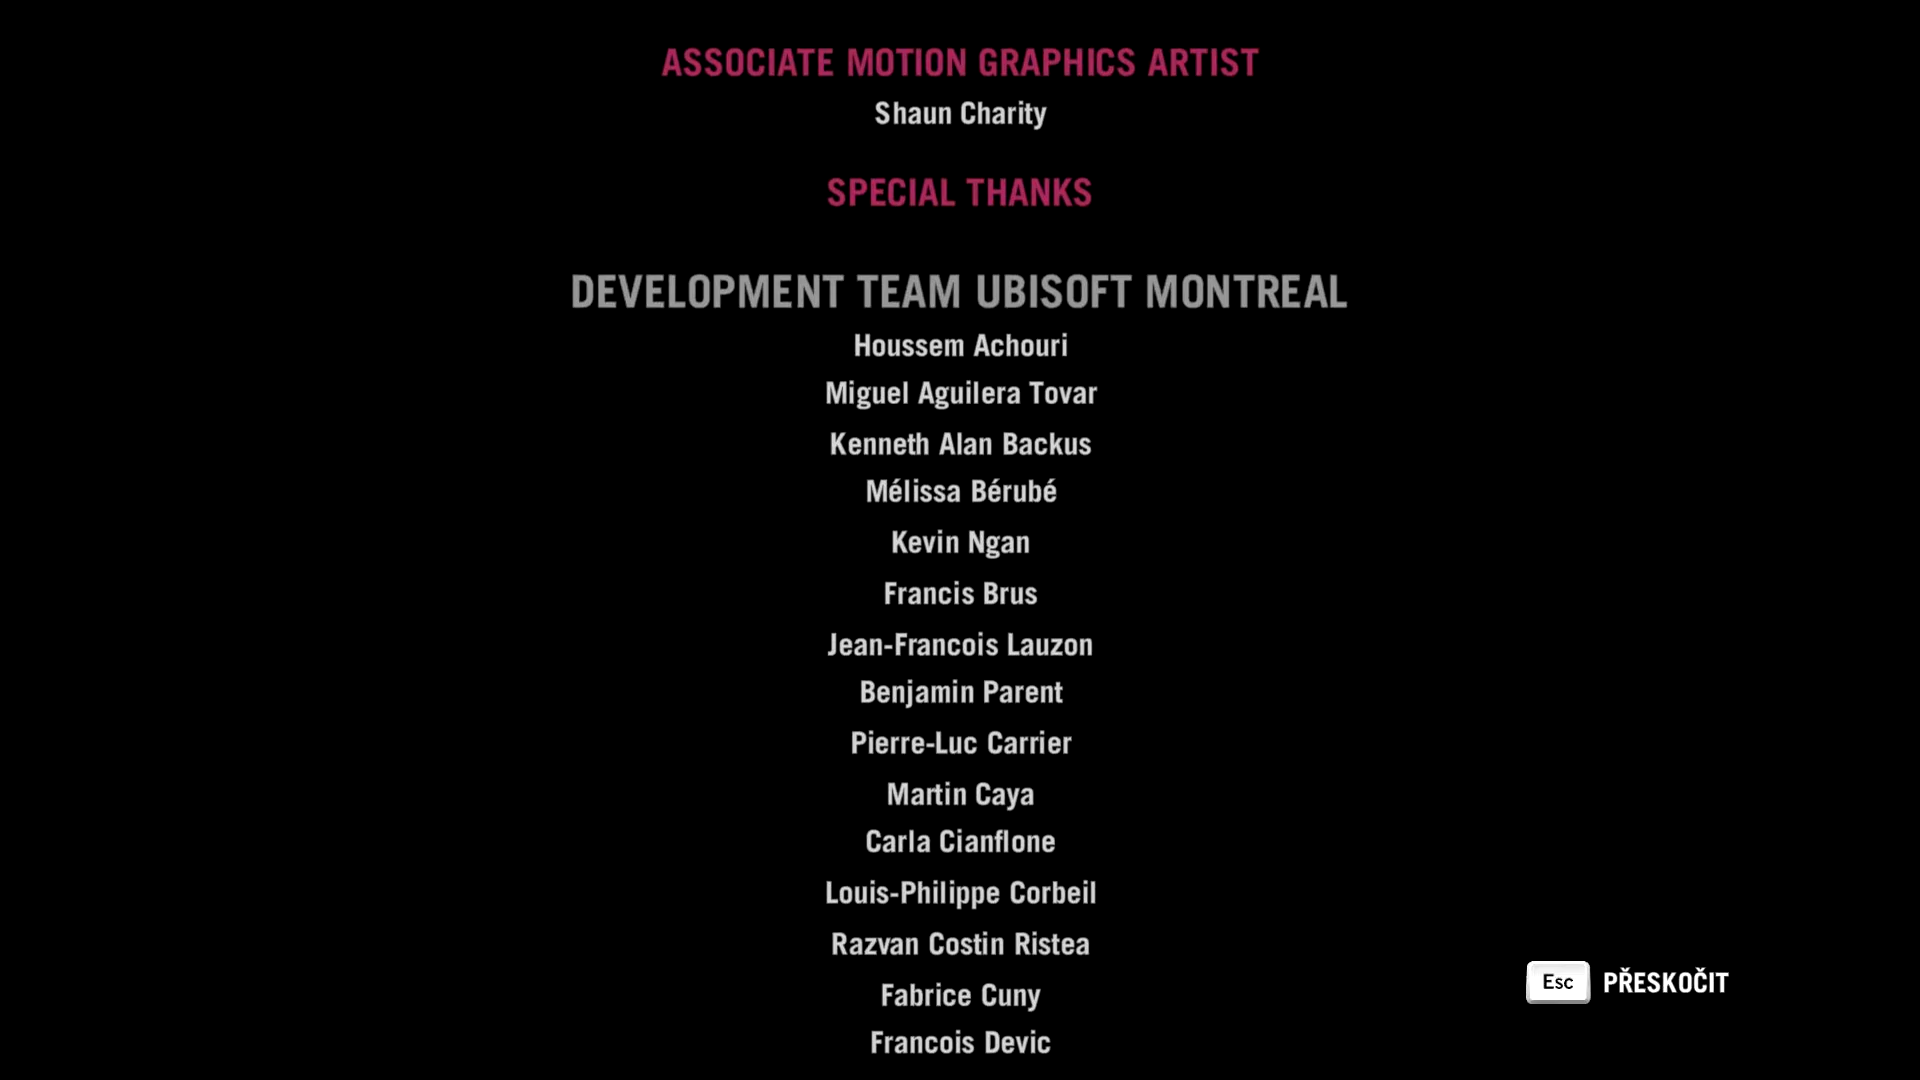 ASSOCIATE MOTION GRAPHICS ARTIST
Shaun Charity
SPECIAL THANKS
DEVELOPMENT TEAM UBISOFT MONTREAL
Houssem Achouri
Miguel Aguilera Tovar
Kenneth Alan Backus
Mélissa Bérubé
Kevin Ngan
Francis Brus
Jean-Francois Lauzon
Benjamin Parent
Pierre-Luc Carrier
Martin Caya
Carla Cianflone
Louis-Philippe Corbeil
Razvan Costin Ristea
Fabrice Cuny
Francois Devic
Esc PŘESKOČIT